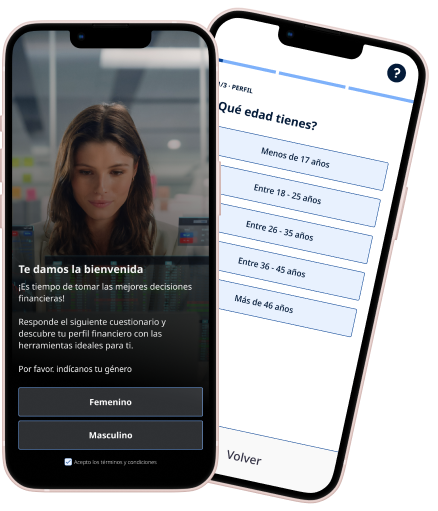 Te damos la bienvenida
¡Es tiempo de tomar las mejores decisiones
financieras!
Responde el siguiente cuestionario y
descubre tu perfil financiero con las
herramientas ideales para ti.
Por favor. indícanos tu género
Femenino
Masculino
Acepto los términos y condiciones
?
1/3 - PERFIL
Qué edad tienes?
Menos de 17 años
Entre 18 - 25 años
Entre 26 - 35 años
Entre 36 - 45 años
Más de 46 años
Volver